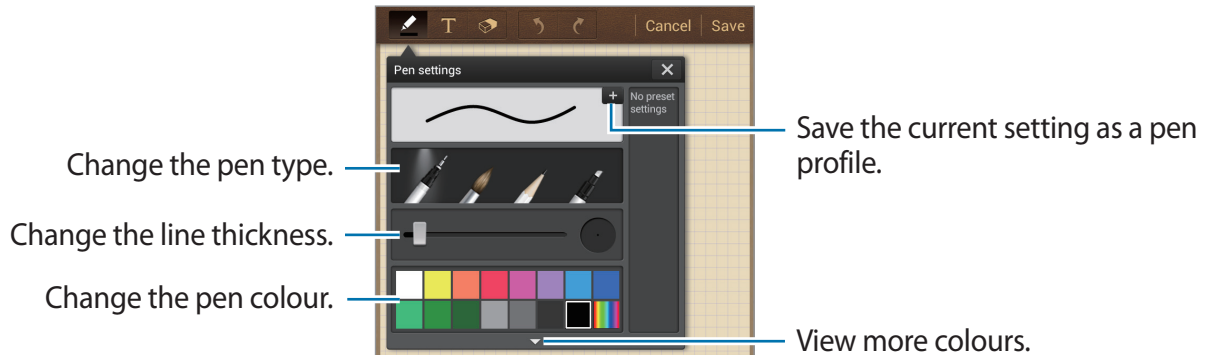 T
Cancel
Save
Pen settings
No preset
settings
Save the current setting as a pen
profile.
Change the pen type.
Change the line thickness.
Change the pen colour.
View more colours.